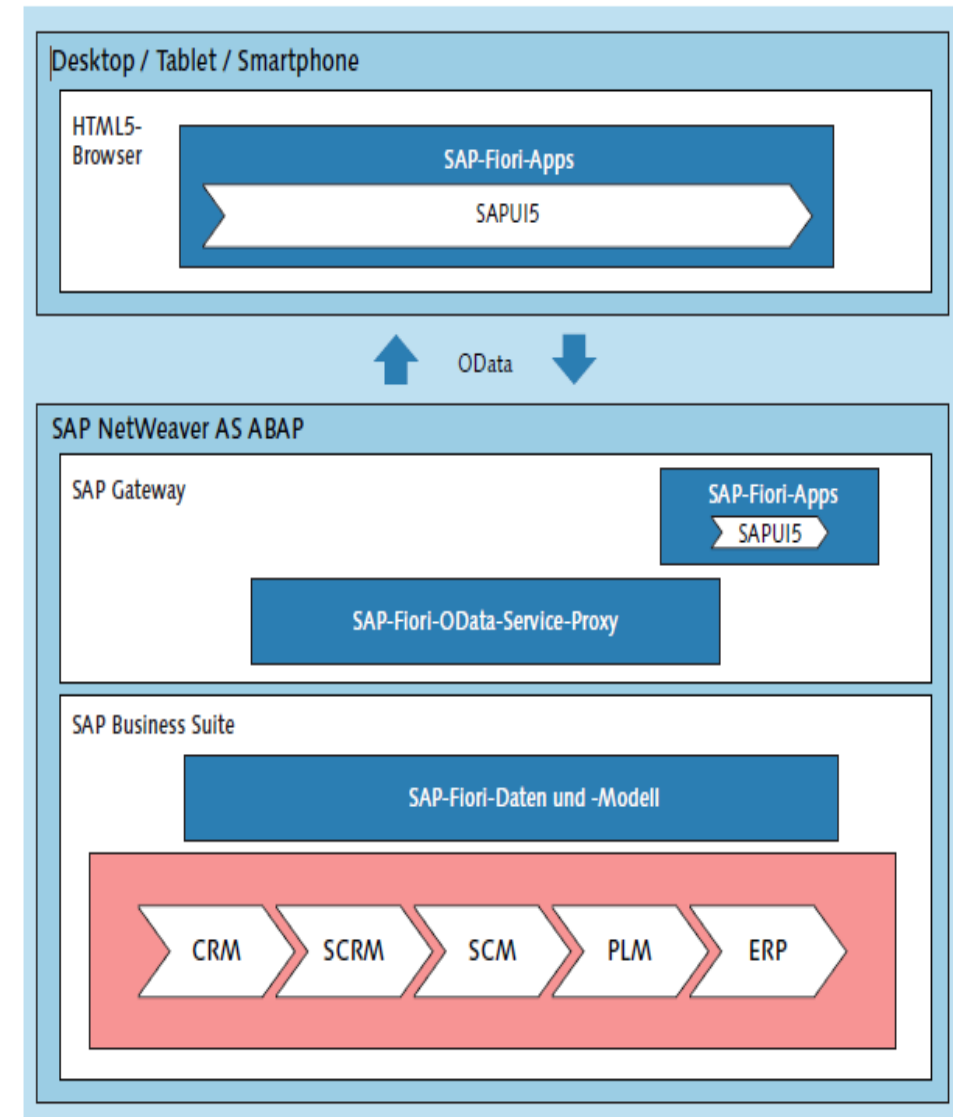 Desktop / Tablet / Smartphone
HTML5-
Browser
SAP-Fiori-Apps
SAPUI5
OData
SAP NetWeaver AS ABAP
SAP Gateway
SAP-Fiori-Apps
SAPUI5
SAP-Fiori-OData-Service-Proxy
SAP Business Suite
SAP-Fiori-Daten und -Modell
CRM
SCRM
SCM
PLM
ERP